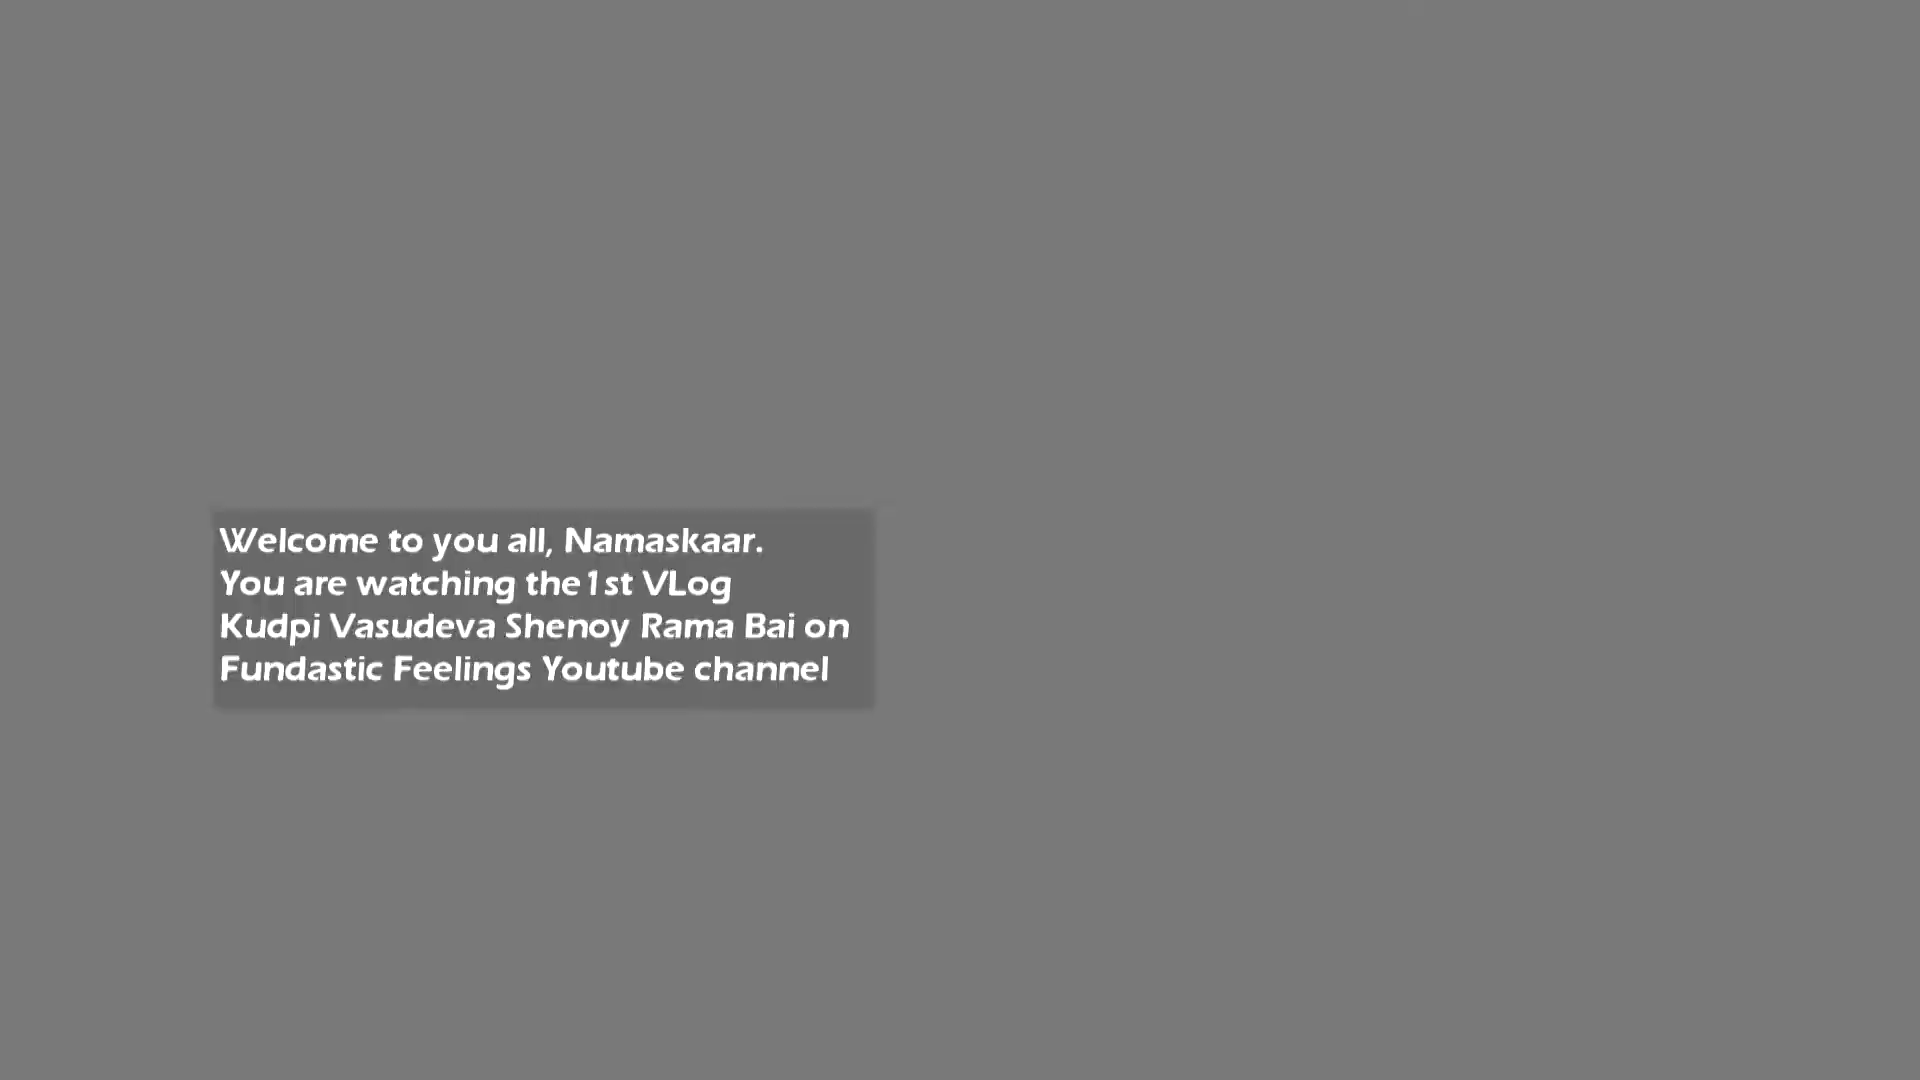 Welcome to you all, Namaskaar.
You are watching the1st VLog
Kudpi Vasudeva Shenoy Rama Bai on
Fundastic Feelings Youtube channel